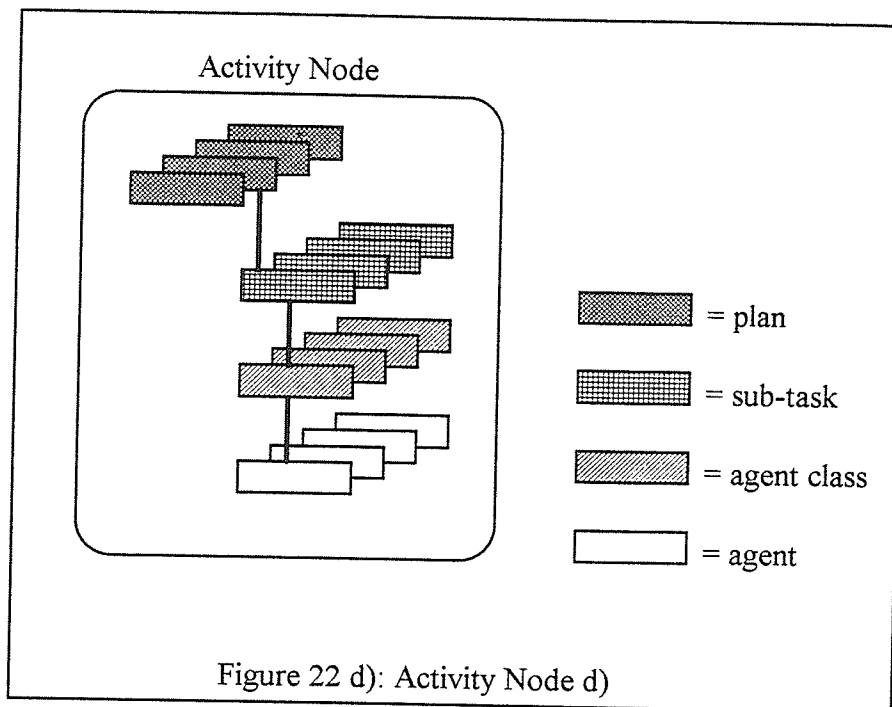 Activity Node
= plan
= sub-task
= agent class
= agent
Figure 22 d): Activity Node d)